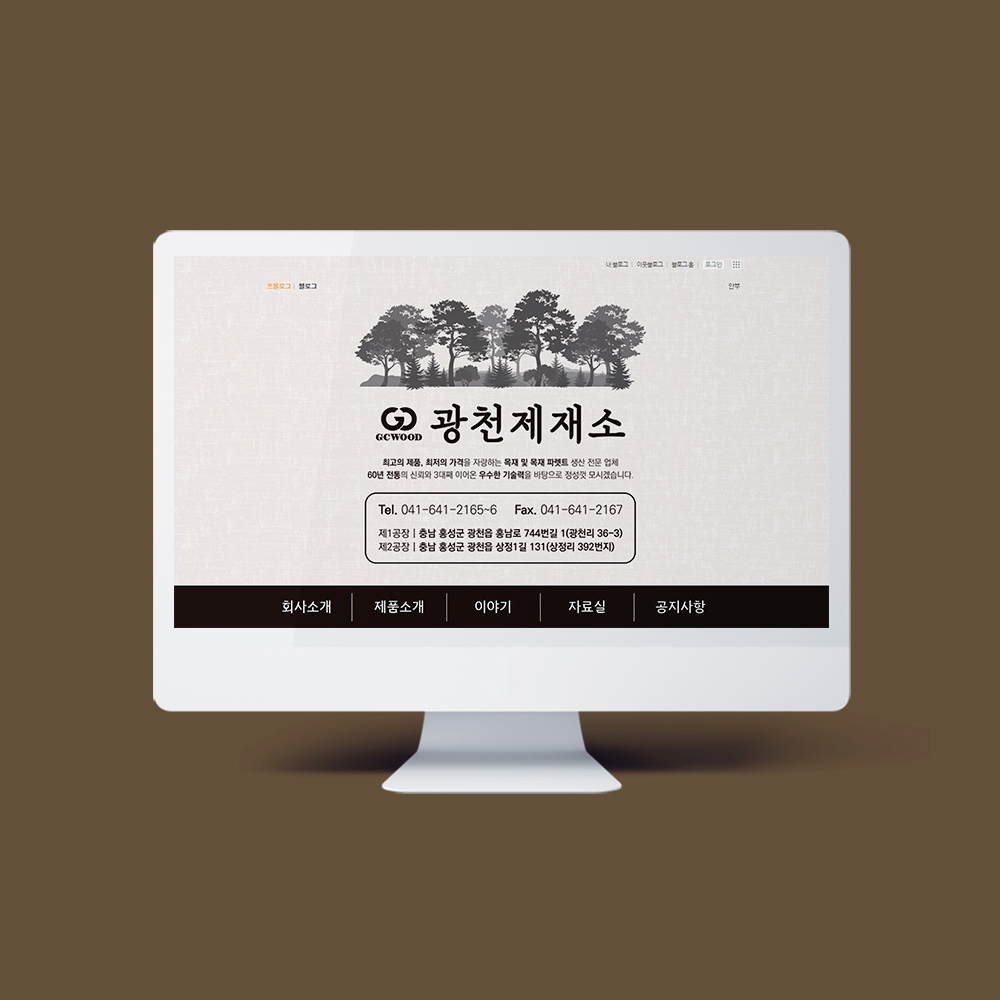 내 블로그 | 이웃블로그 | 블로그 홈 | 로그인
프롤로그 | 블로그
안부
GCWOOD 광천제재소
최고의 제품, 최저의 가격을 자랑하는 목재 및 목재 파렛트 생산 전문 업체
60년 전통의 신뢰와 3대째 이어온 우수한 기술력을 바탕으로 정성껏 모시겠습니다.
Tel. 041-641-2165~6 Fax. 041-641-2167
제1공장 | 충남 홍성군 광천읍 홍남로 744번길 1(광천리 36-3)
제2공장 | 충남 홍성군 광천읍 상정1길 131(상정리 392번지)
회사소개 | 제품소개 | 이야기 | 자료실 | 공지사항